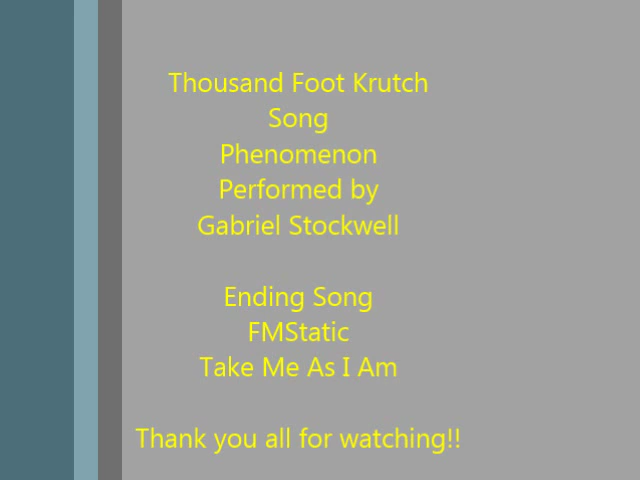 Thousand Foot Krutch
Song
Phenomenon
Performed by
Gabriel Stockwell
Ending Song
FMStatic
Take Me As I Am
Thank you all for watching!!